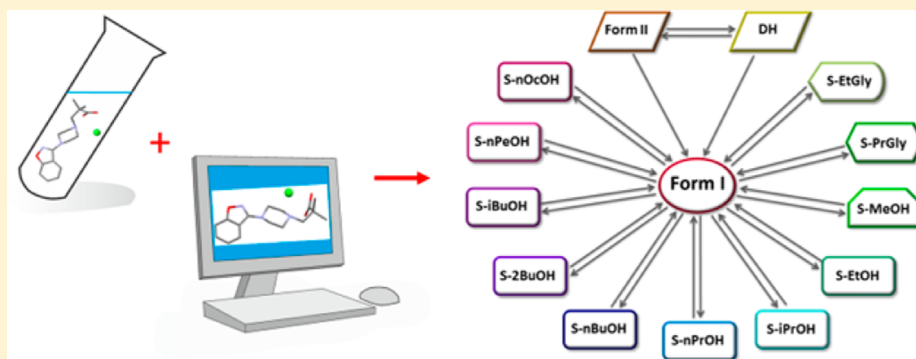 Form II
DH
S-nOcOH
S-EtGly
S-nPeOH
S-PrGly
+
Form I
S-iBuOH
S-MeOH
S-2BuOH
S-EtOH
S-nBuOH
S-nPrOH
S-iPrOH